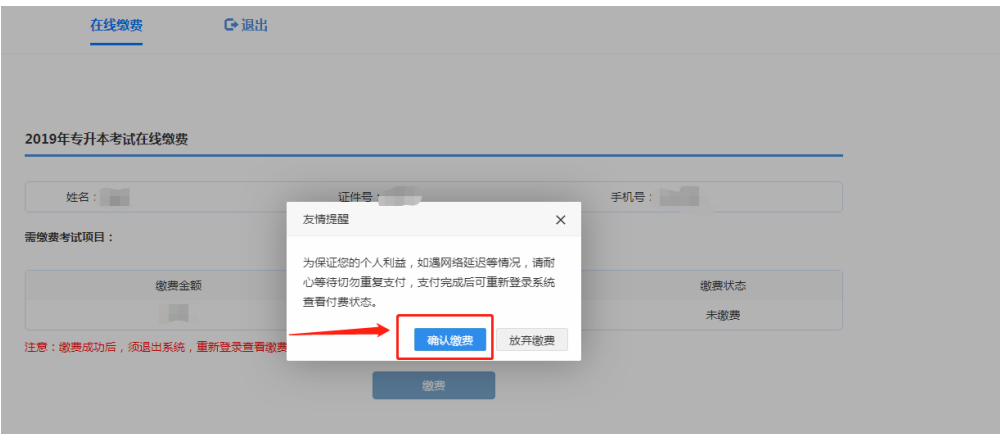 在线缴费 退出
2019年专升本考试在线缴费
姓名： 证件号： 手机号：
需缴费考试项目：
缴费金额 缴费状态
未缴费
注意：缴费成功后，须退出系统，重新登录查看缴费
友情提醒
为保证您的个人利益，如遇网络延迟等情况，请耐
心等待切勿重复支付，支付完成后可重新登录系统
查看付费状态。
确认缴费 放弃缴费
缴费